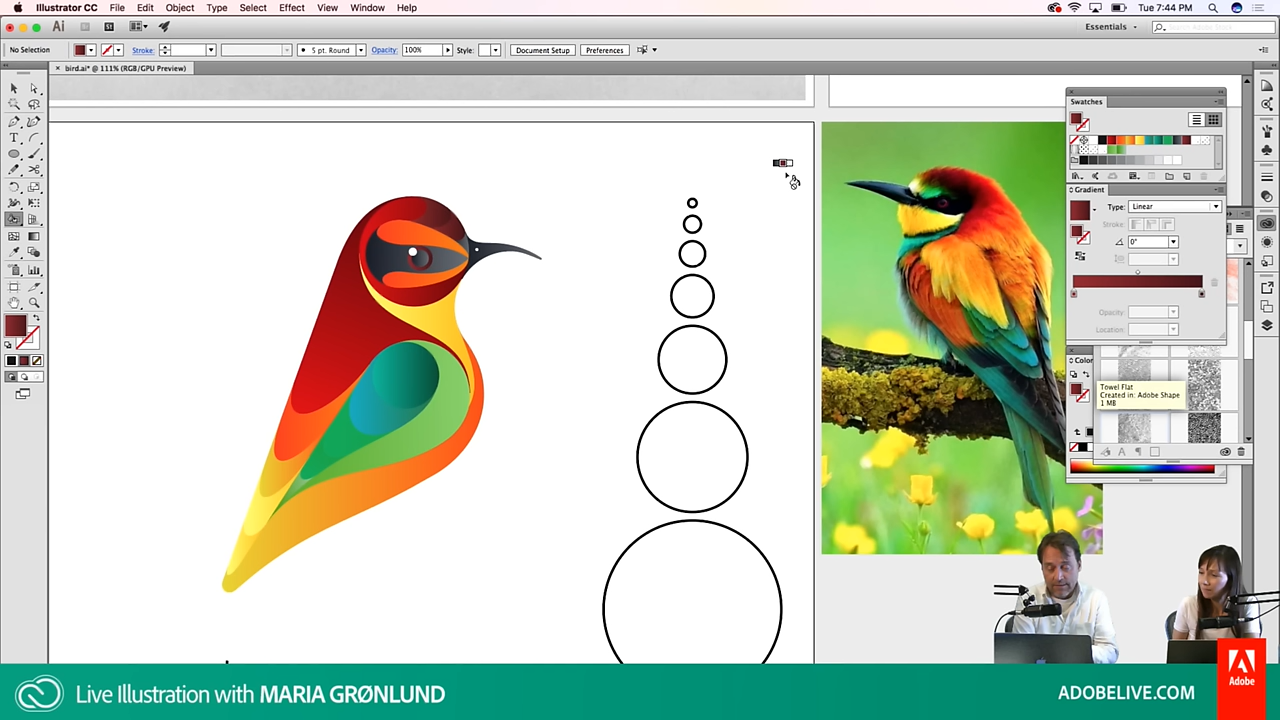 Illustrator CC File Edit Object Type Select Effect View Window Help
Tue 7:44 PM
Ai
St
Essentials
No Selection
Stroke:
5 pt. Round
Opacity:
100%
Style:
Document Setup
Preferences
× bird.ai* @ 111% (RGB/GPU Preview)
Swatches
Gradient
Type: Linear
Stroke:
0°
Opacity:
Location:
Color
Towel Flat
Created in: Adobe Shape
1 MB
Live Illustration with MARIA GRØNLUND
ADOBELIVE.COM
Adobe